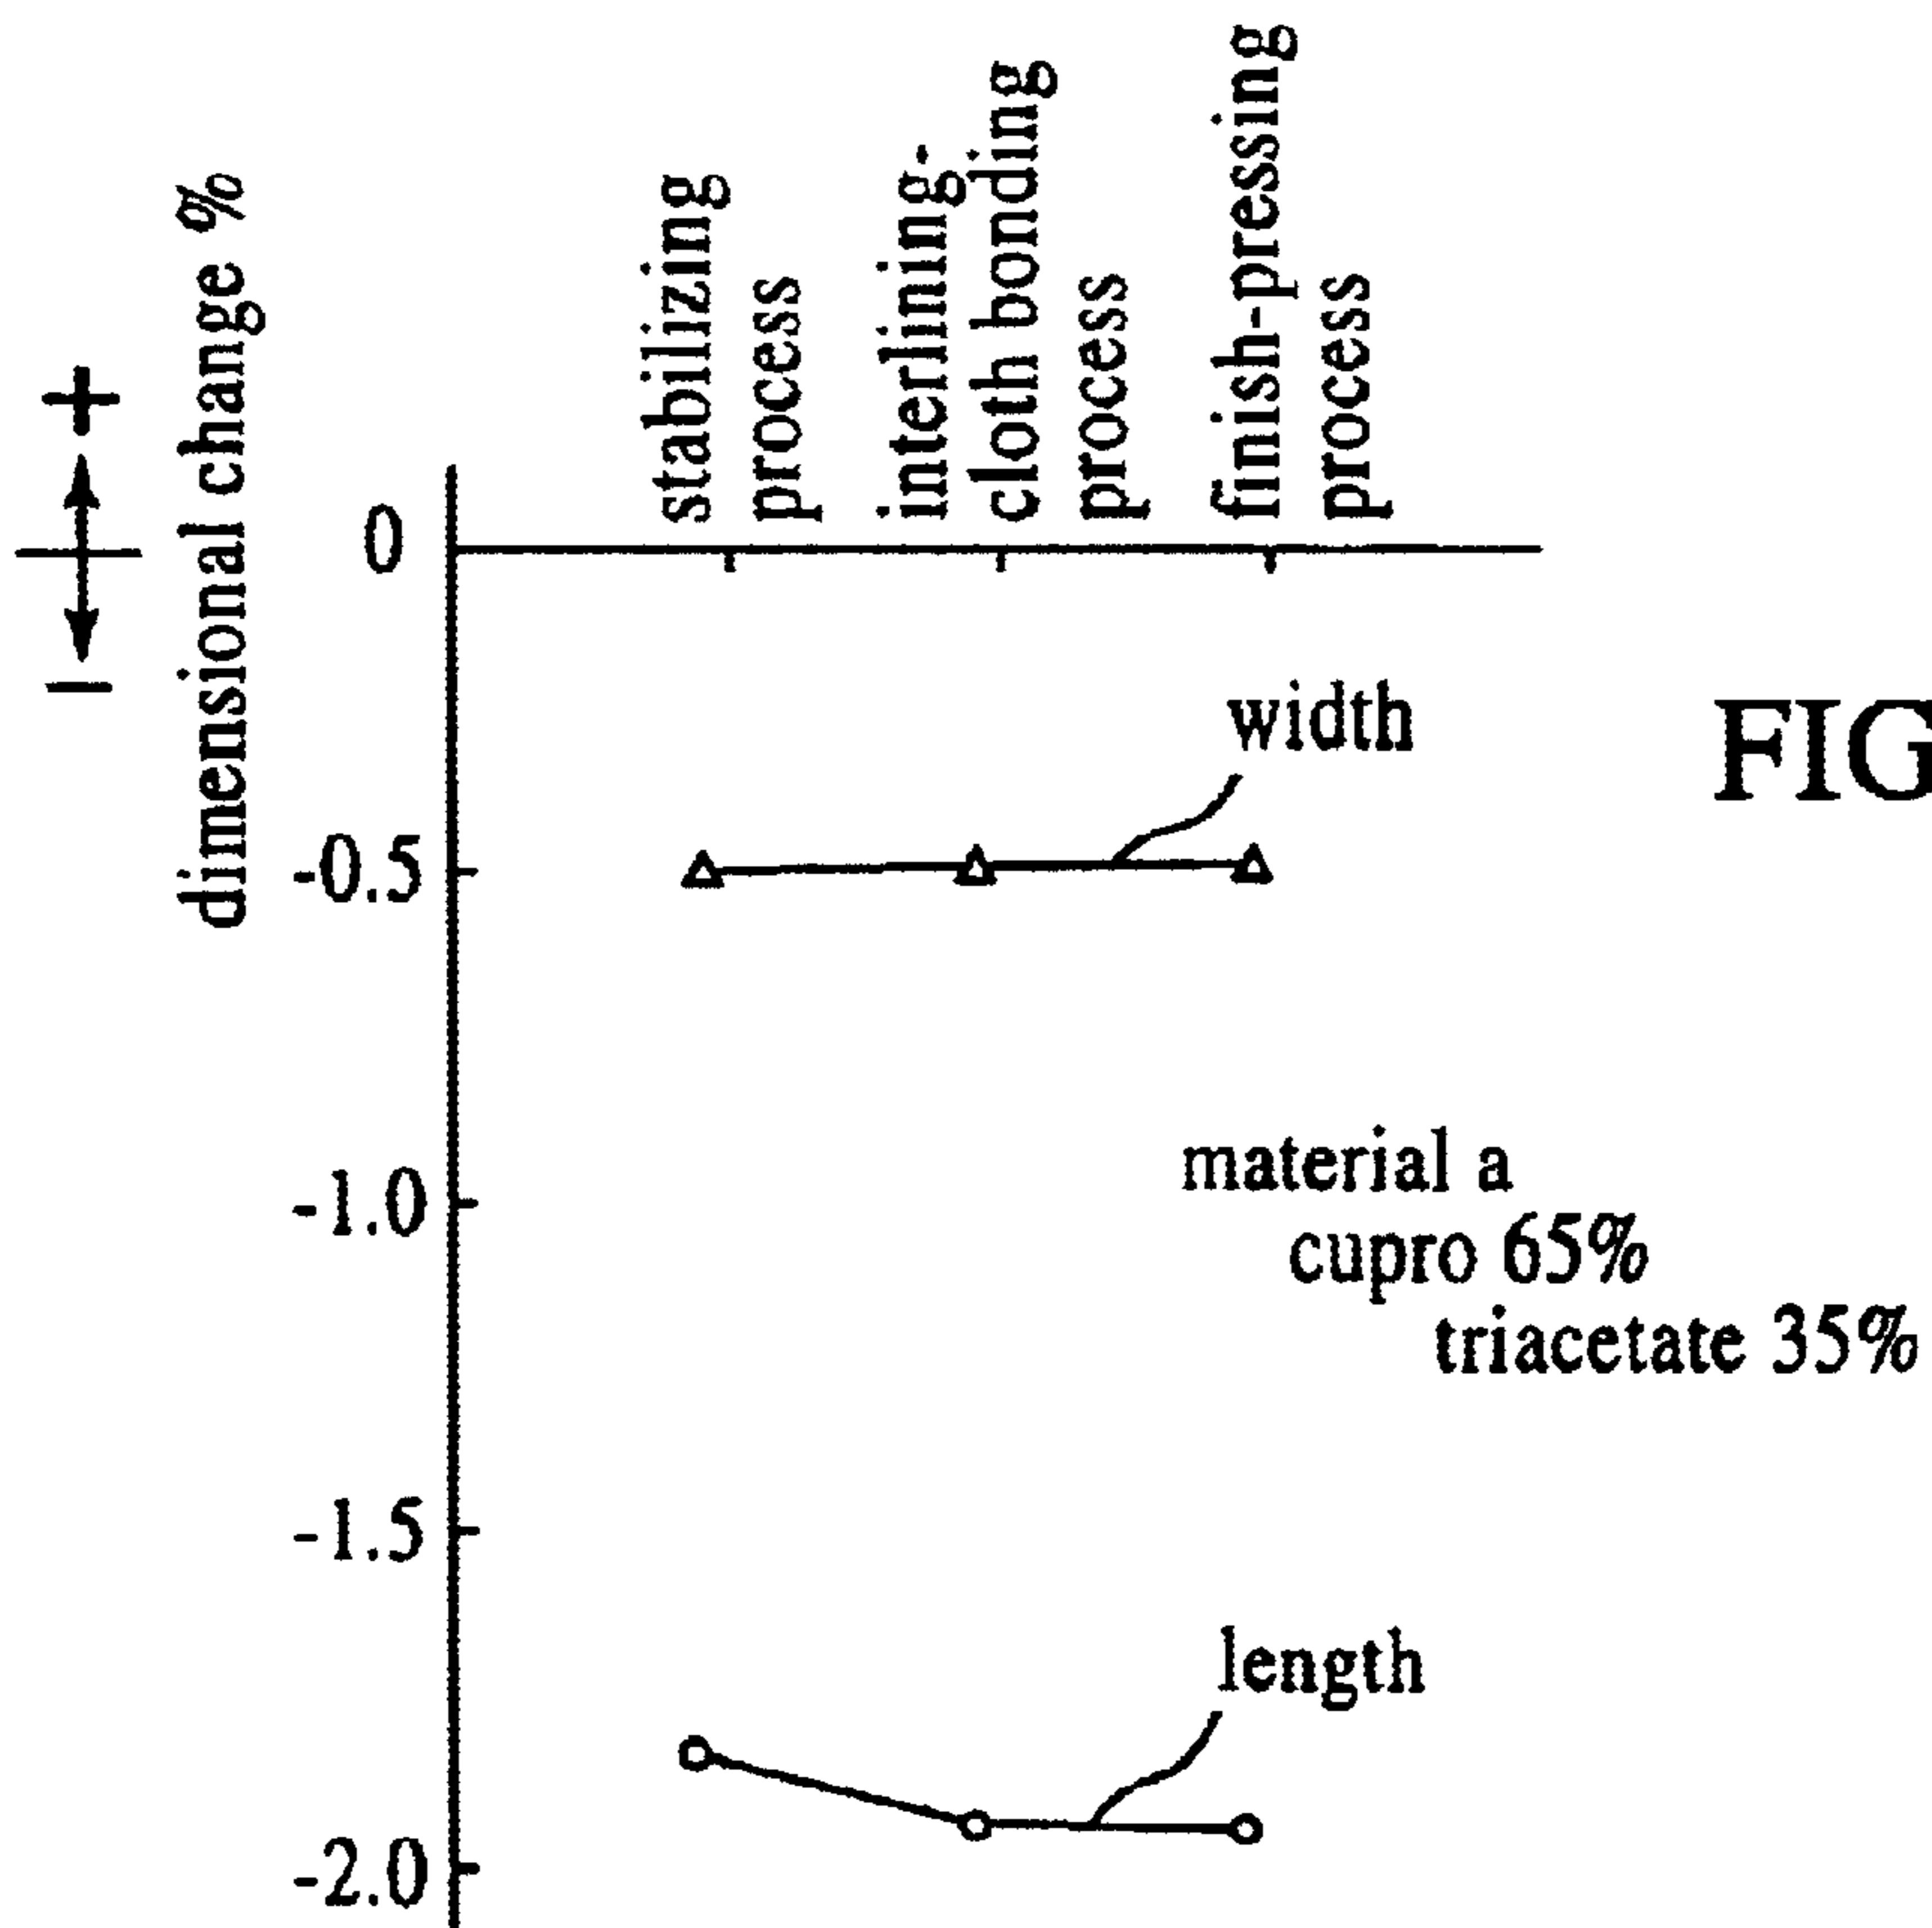 +
−
dimensional change %
stabilizing
process
interlining-
cloth bonding
process
finish-pressing
process
0
width
FIG
-0.5
-1.0
material a
cupro 65%
triacetate 35%
-1.5
length
-2.0